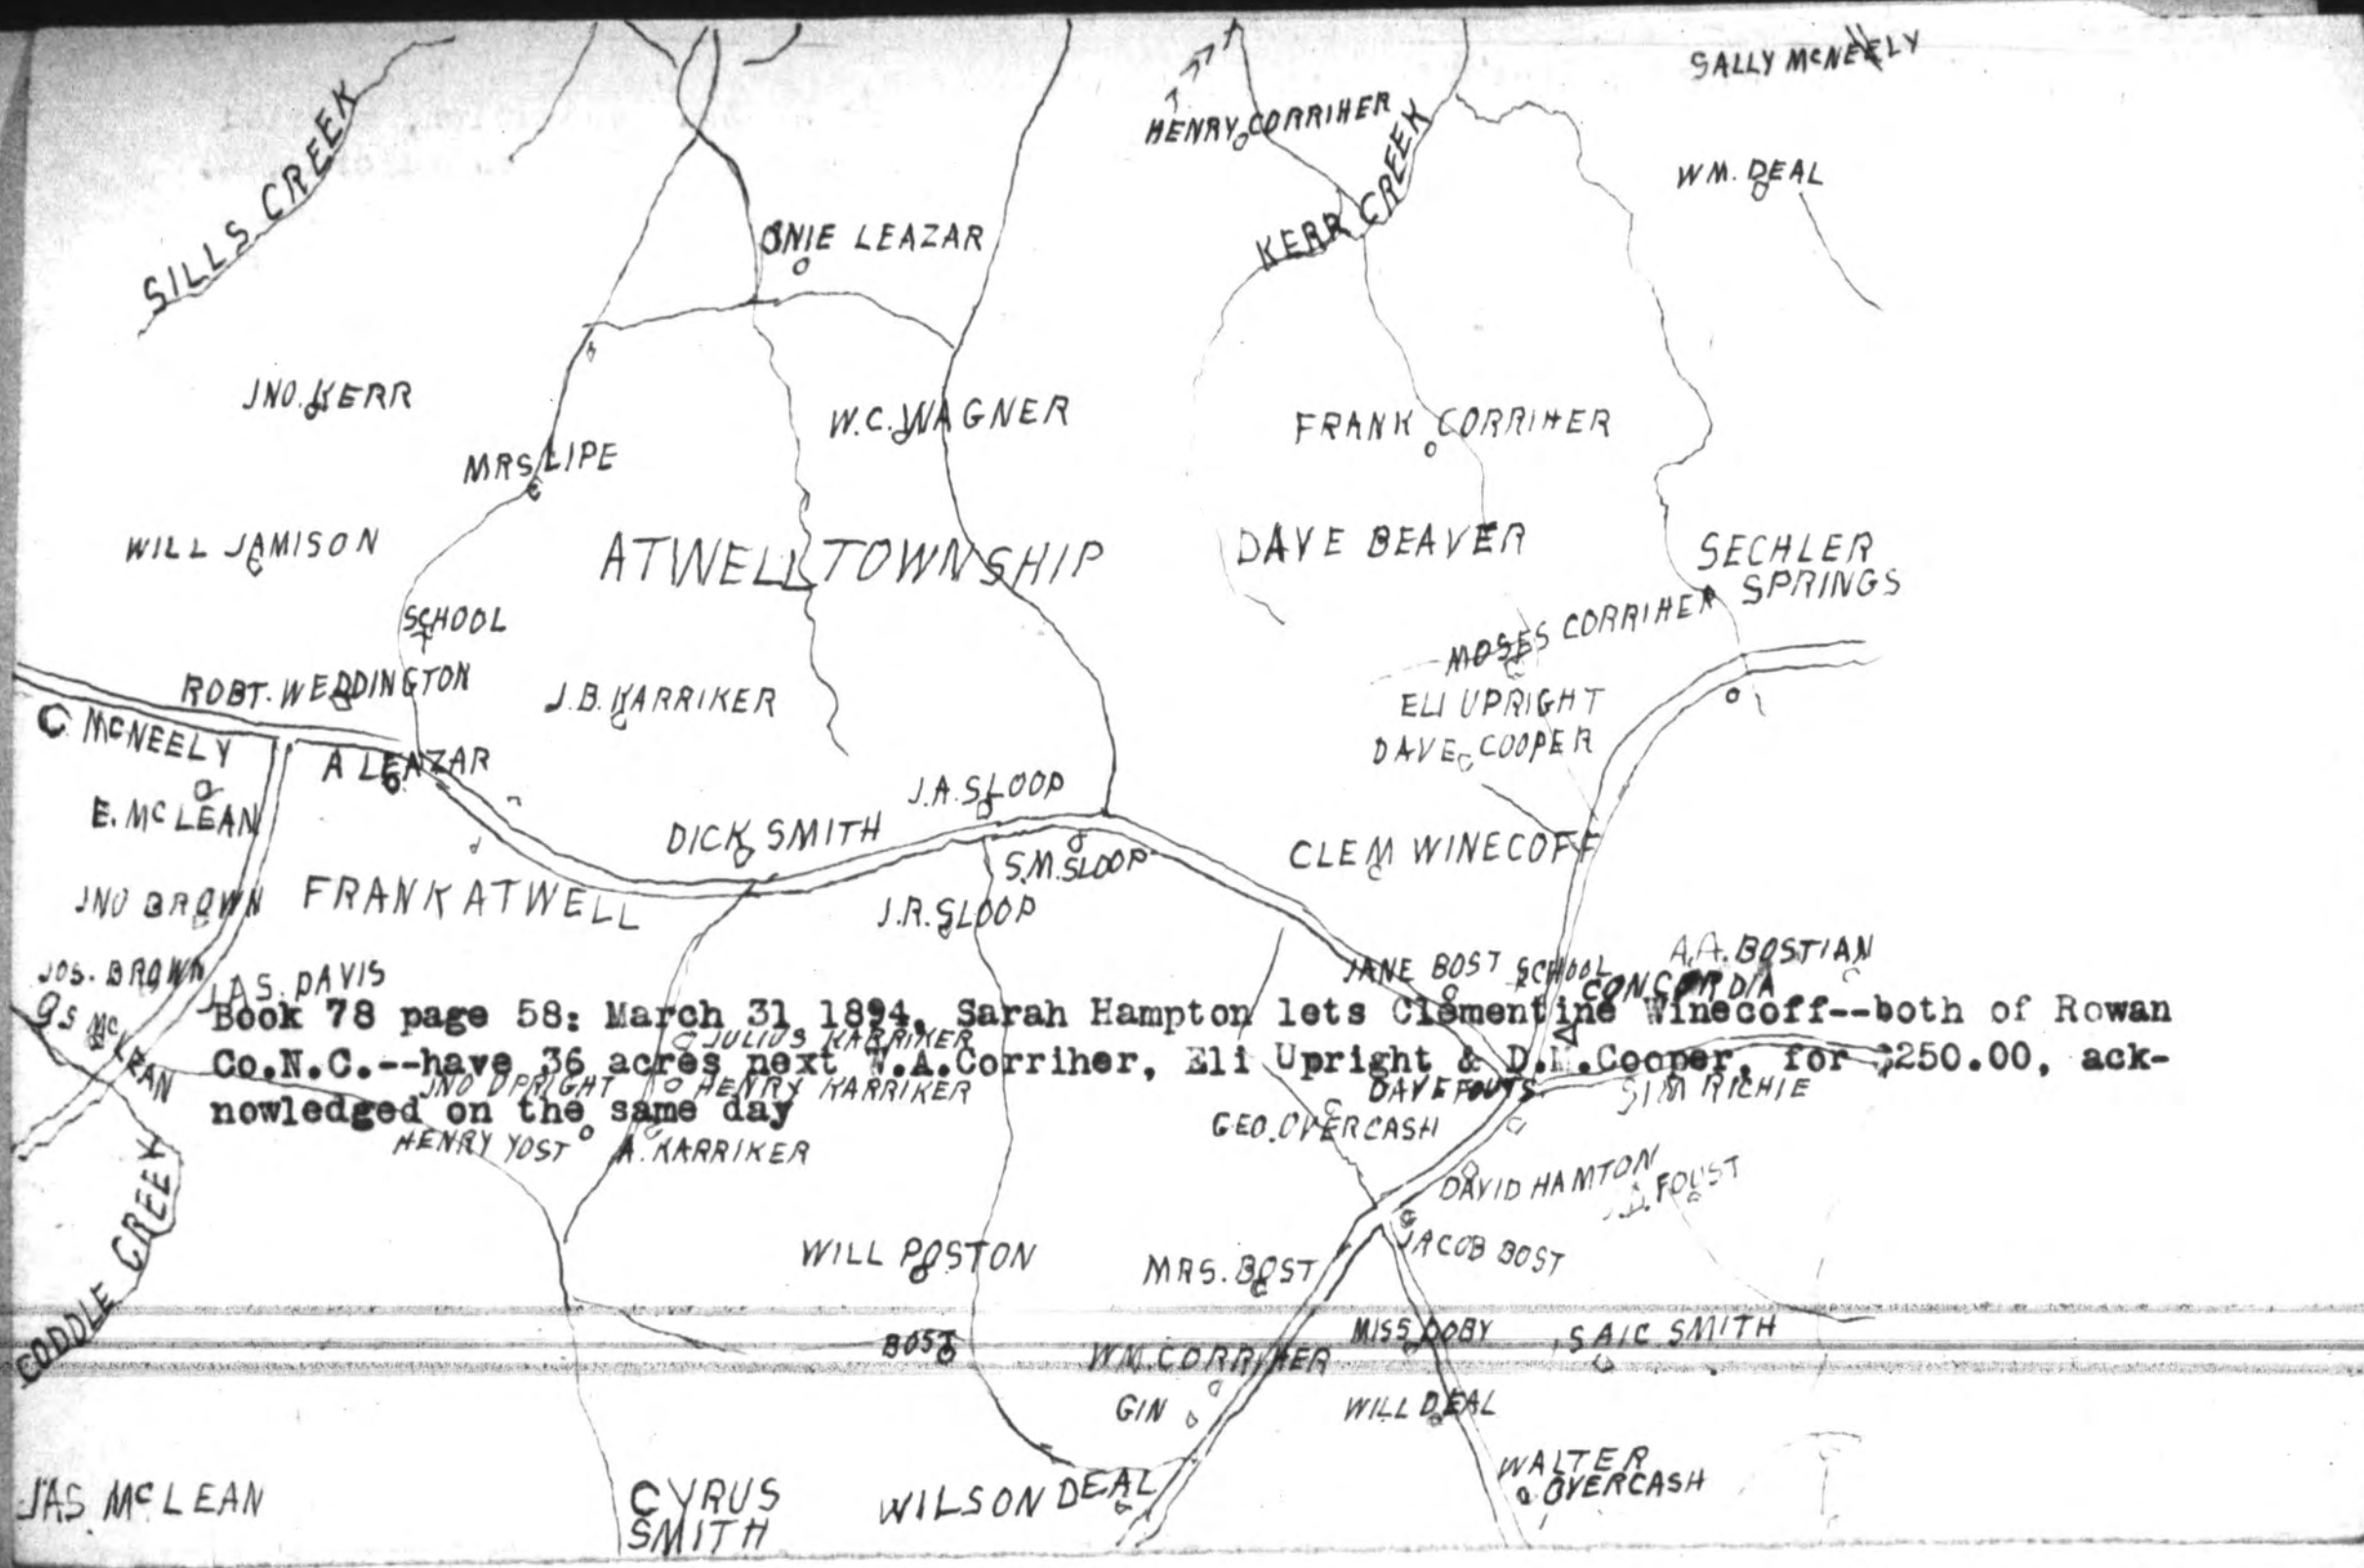 SALLY MCNEELY
SILLS CREEK
HENRY CORRIHER
KERR CREEK
WM. DEAL
ONIE LEAZAR
JNO. KERR
W.C. WAGNER
FRANK CORRIHER
MRS LIPE
WILL JAMISON
ATWELL TOWNSHIP
DAVE BEAVER
SECHLER
SPRINGS
SCHOOL
MOSES CORRIHER
ROBT. WEDDINGTON
J.B. KARRIKER
ELI UPRIGHT
C. MCNEELY
DAVE COOPER
A LEAZAR
J.A. SLOOP
E. MCLEAN
DICK SMITH
S.M. SLOOP
CLEM WINECOFF
JNO BROWN
FRANK ATWELL
J.R. SLOOP
JOS. BROWN
JAS. DAVIS
JANE BOST
SCHOOL
A.A. BOSTIAN
CONCORDIA
MCLEAN
Book 78 page 58: March 31 1894, Sarah Hampton lets Clementine Winecoff--both of Rowan
Co.N.C.--have 36 acres next W.A.Corriher, Eli Upright & D.M.Cooper, for $250.00, ack-
nowledged on the same day
JULIUS KARRIKER
JNO UPRIGHT
HENRY KARRIKER
DAVE FOUTS
SIM RICHIE
HENRY YOST
A. KARRIKER
GEO. OVERCASH
DAVID HAMTON
FOUST
CODDLE CREEK
WILL POSTON
MRS. BOST
JACOB BOST
BOST
WM CORRIHER
MISS DOBY
SAIC SMITH
GIN
WILL DEAL
JAS. MCLEAN
CYRUS
SMITH
WILSON DEAL
WALTER
OVERCASH